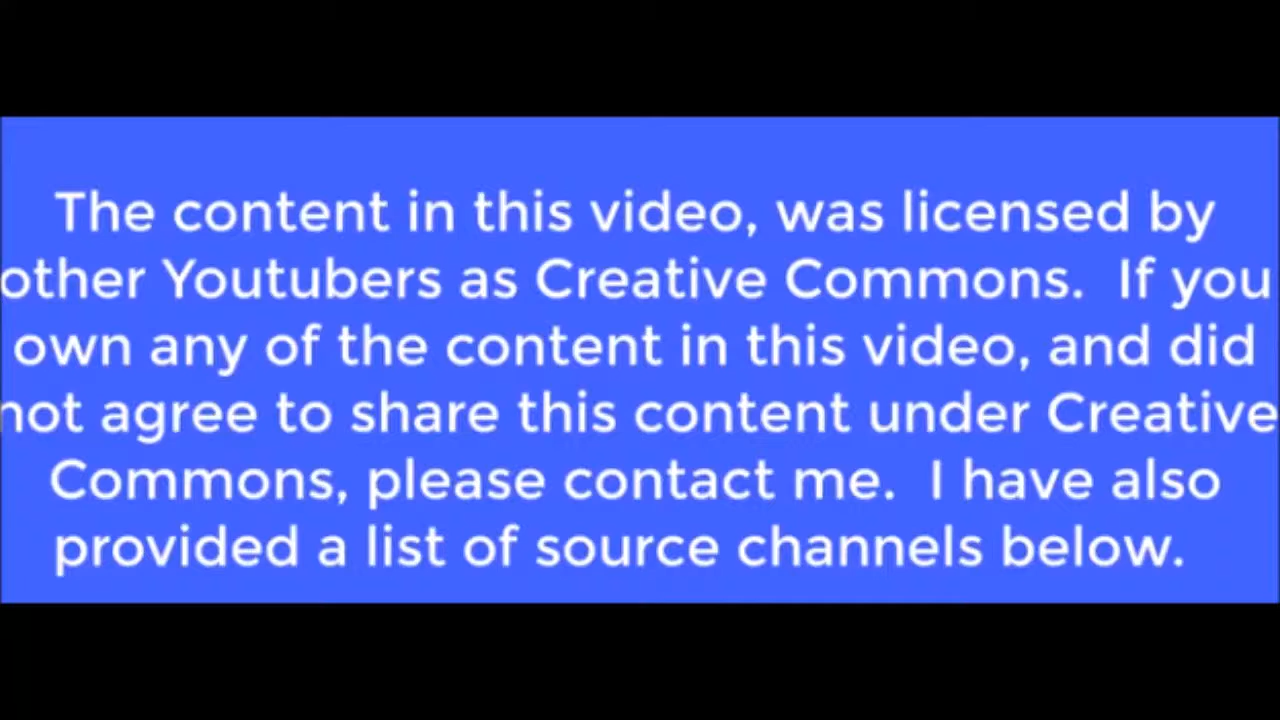 The content in this video, was licensed by
other Youtubers as Creative Commons.  If you
own any of the content in this video, and did
not agree to share this content under Creative
Commons, please contact me.  I have also
provided a list of source channels below.